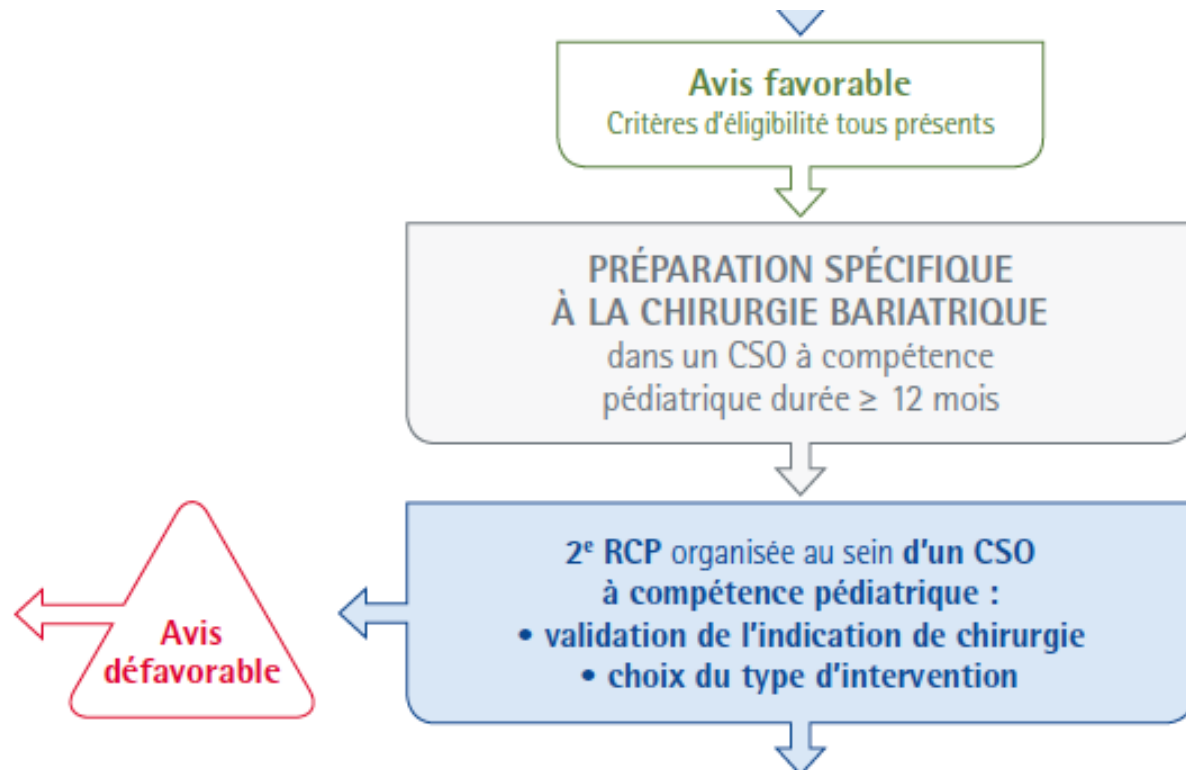 Avis favorable
Critères d'éligibilité tous présents
PRÉPARATION SPÉCIFIQUE
À LA CHIRURGIE BARIATRIQUE
dans un CSO à compétence
pédiatrique durée ≥ 12 mois
2e RCP organisée au sein d'un CSO
à compétence pédiatrique :
• validation de l'indication de chirurgie
• choix du type d'intervention
Avis
défavorable